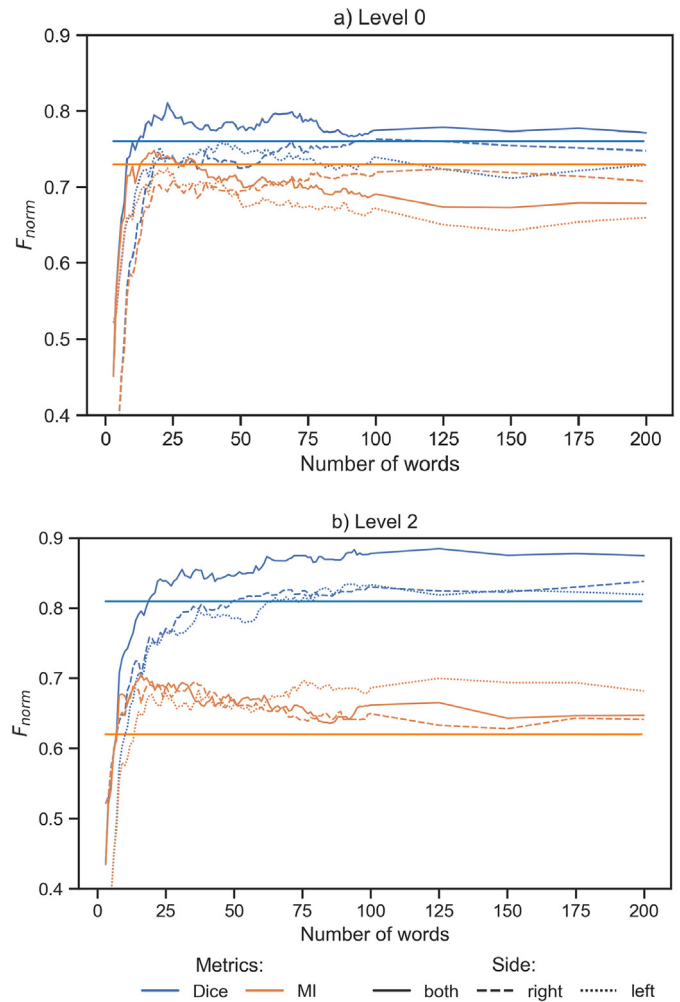 a) Level 0
0.9
0.8
0.7
0.6
0.5
0.4
F norm
0 25 50 75 100 125 150 175 200
Number of words
b) Level 2
0.9
0.8
0.7
0.6
0.5
0.4
F norm
0 25 50 75 100 125 150 175 200
Number of words
Metrics: Side:
Dice MI both right left